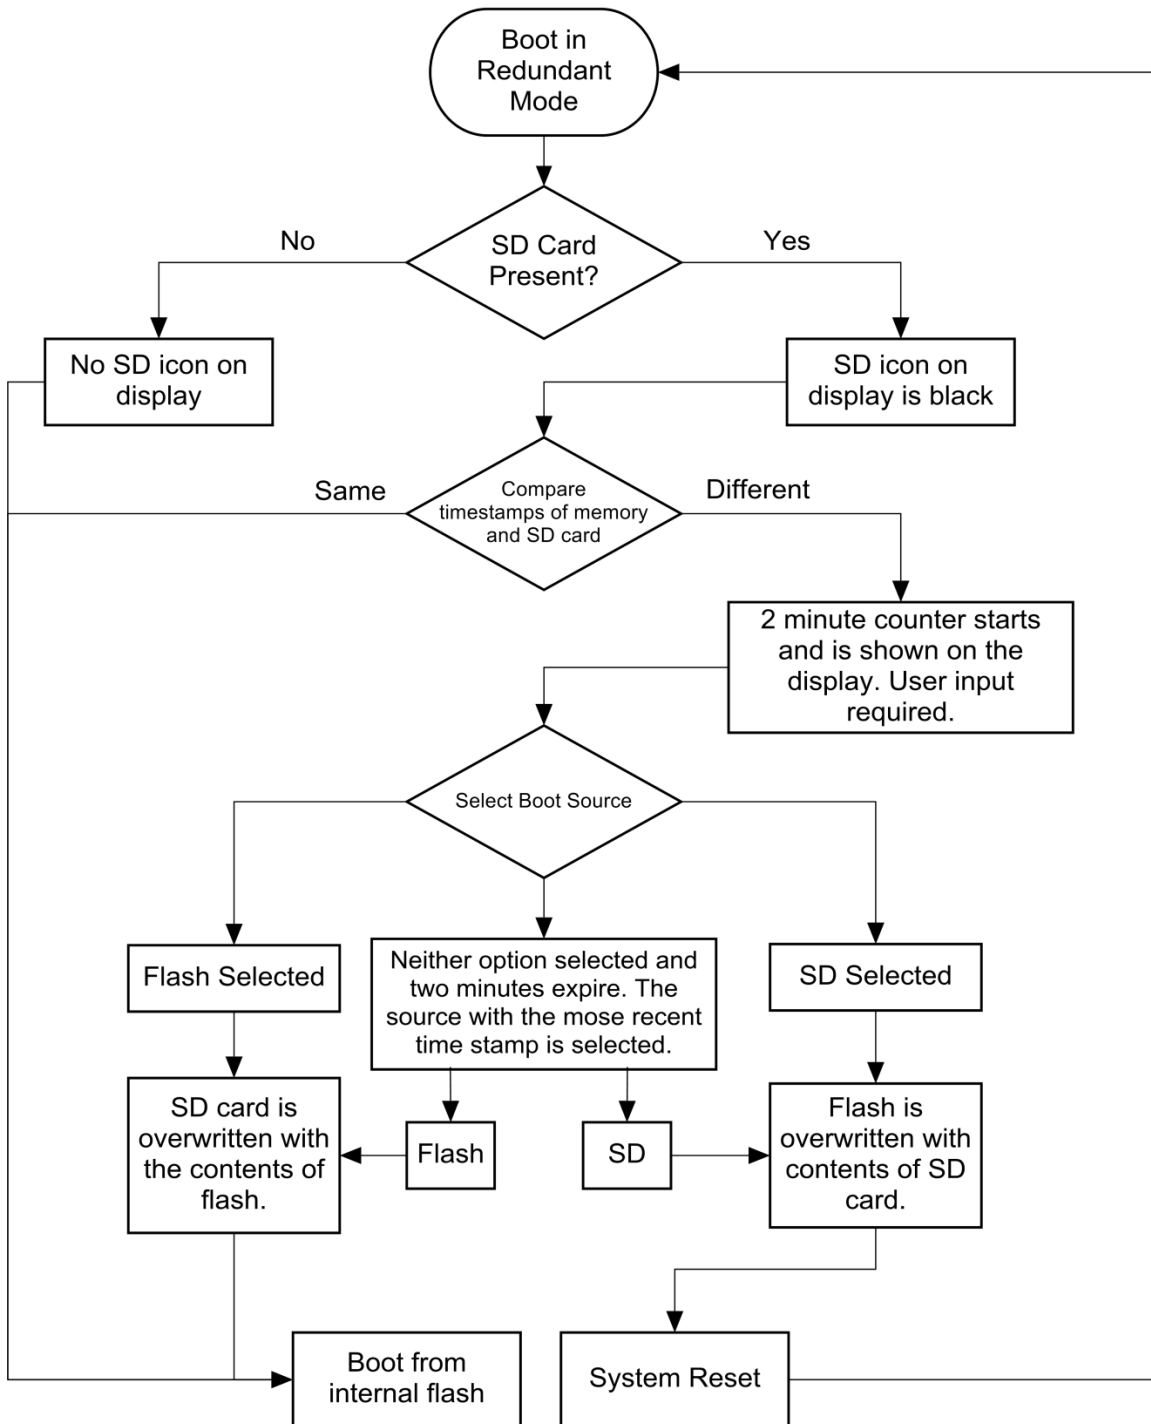 Boot in
Redundant
Mode
No
SD Card
Present?
Yes
No SD icon on
display
SD icon on
display is black
Same
Compare
timestamps of memory
and SD card
Different
2 minute counter starts
and is shown on the
display. User input
required.
Select Boot Source
Flash Selected
Neither option selected and
two minutes expire. The
source with the mose recent
time stamp is selected.
SD Selected
SD card is
overwritten with
the contents of
flash.
Flash
SD
Flash is
overwritten with
contents of SD
card.
Boot from
internal flash
System Reset